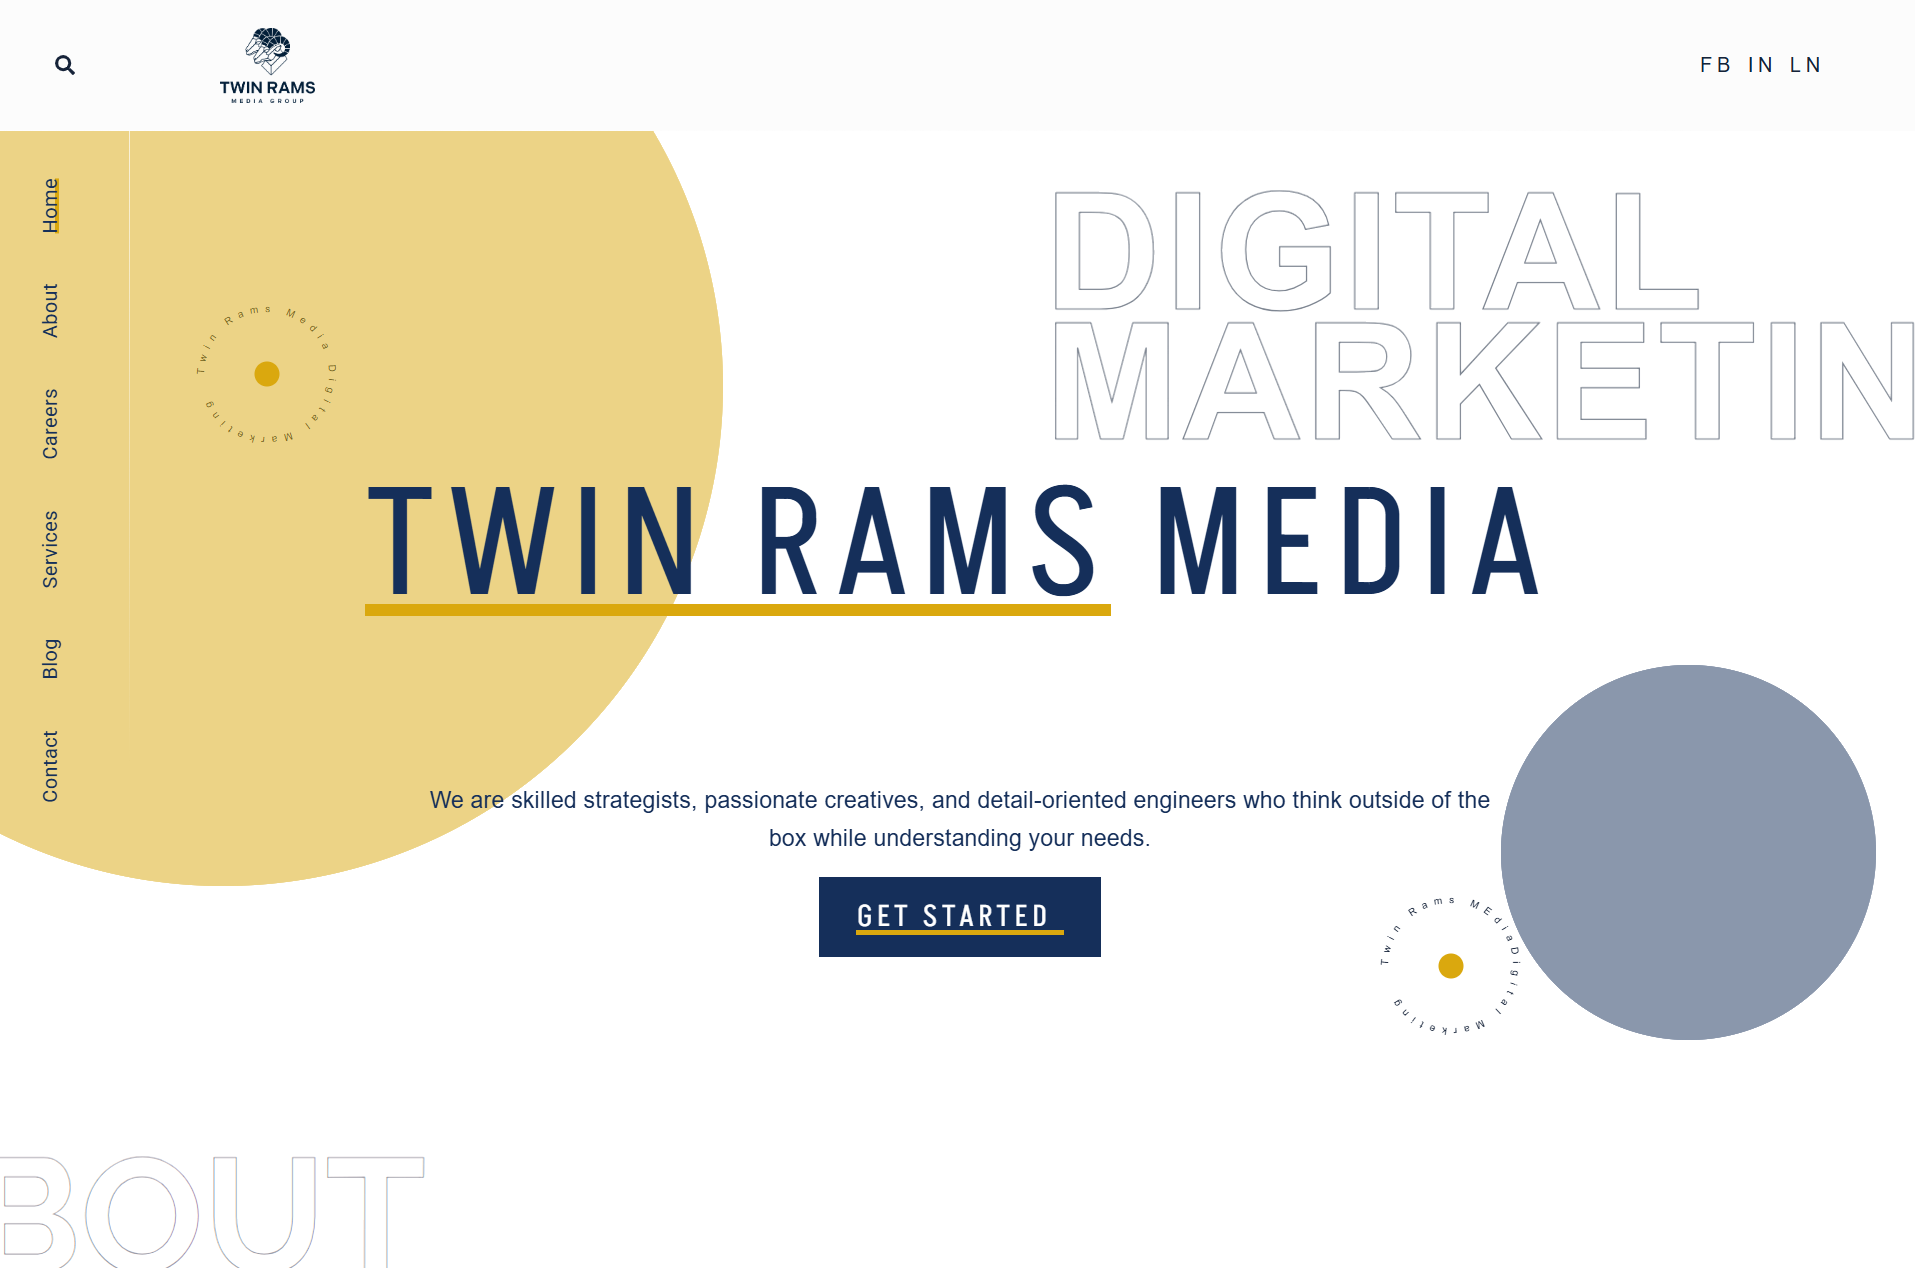 TWIN RAMS
MEDIA GROUP
FB IN LN
Home
About
Careers
Services
Blog
Contact
Twin Rams Media Digital Marketing
DIGITAL
MARKETIN
TWIN RAMS MEDIA
We are skilled strategists, passionate creatives, and detail-oriented engineers who think outside of the
box while understanding your needs.
GET STARTED
Twin Rams MEdiaDigital Marketing
BOUT